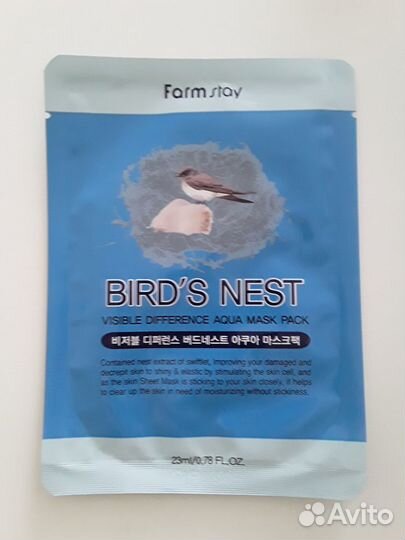 Farm stay
BIRD'S NEST
VISIBLE DIFFERENCE AQUA MASK PACK
비저블 디퍼런스 버드네스트 아쿠아 마스크팩
Contained nest extract of swiftlet, improving your damaged and
decrepit skin to shiny & elastic by stimulating the skin cell, and
as the skin Sheet Mask is sticking to your skin closely, it helps
to clear up the skin in need of moisturizing without stickiness.
23ml/0.78 FL.OZ.
Avito